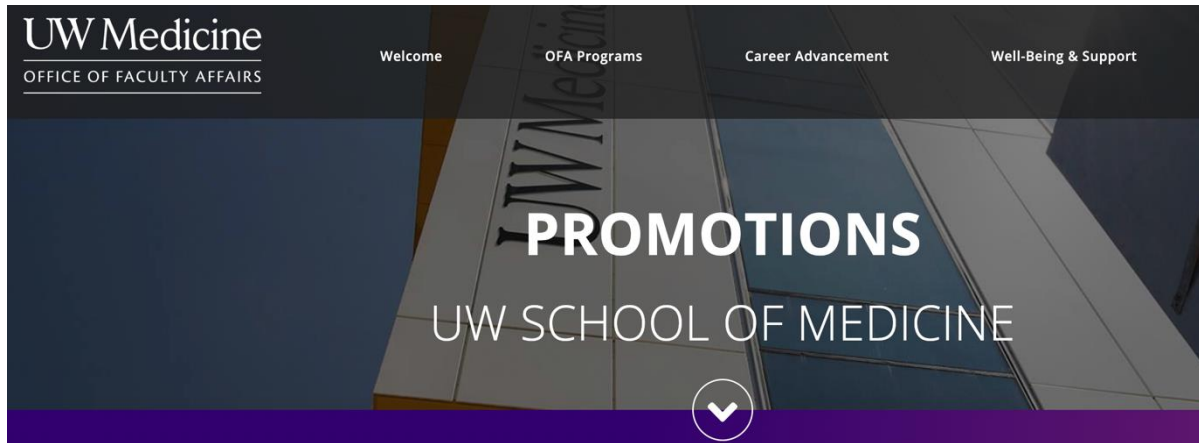 UW Medicine
OFFICE OF FACULTY AFFAIRS
Welcome
OFA Programs
Career Advancement
Well-Being & Support
UW Medicine
PROMOTIONS
UW SCHOOL OF MEDICINE